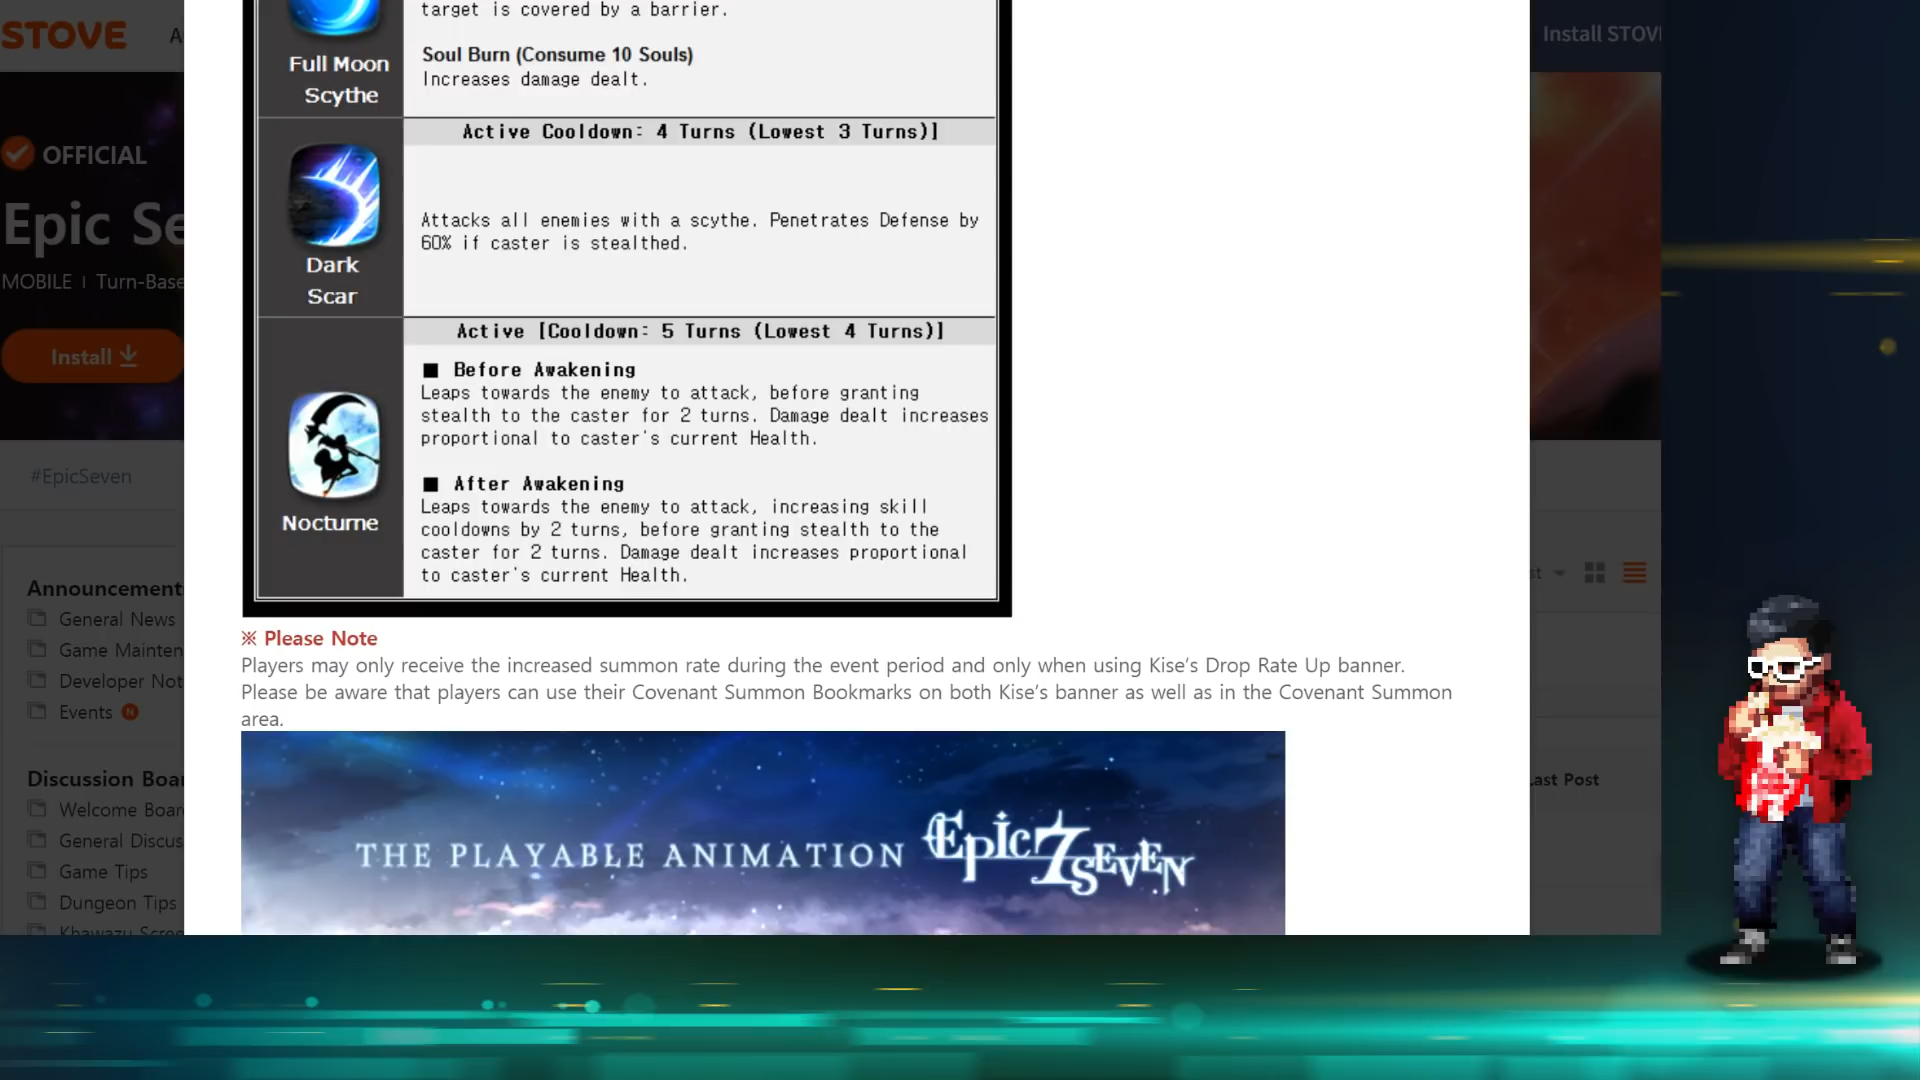 STOVE
A
Install STOV
OFFICIAL
Epic Se
MOBILE I Turn-Base
Install
#EpicSeven
Announcement
General News
Game Mainten
Developer Not
Events N
Discussion Boar
Welcome Boar
General Discus
Game Tips
Dungeon Tips
Khawazu Scree
target is covered by a barrier.
Soul Burn (Consume 10 Souls)
Increases damage dealt.
Full Moon
Scythe
Active Cooldown: 4 Turns (Lowest 3 Turns)]
Attacks all enemies with a scythe. Penetrates Defense by
60% if caster is stealthed.
Dark
Scar
Active [Cooldown: 5 Turns (Lowest 4 Turns)]
■ Before Awakening
Leaps towards the enemy to attack, before granting
stealth to the caster for 2 turns. Damage dealt increases
proportional to caster's current Health.
■ After Awakening
Leaps towards the enemy to attack, increasing skill
cooldowns by 2 turns, before granting stealth to the
caster for 2 turns. Damage dealt increases proportional
to caster's current Health.
Nocturne
※ Please Note
Players may only receive the increased summon rate during the event period and only when using Kise’s Drop Rate Up banner.
Please be aware that players can use their Covenant Summon Bookmarks on both Kise’s banner as well as in the Covenant Summon
area.
THE PLAYABLE ANIMATION Epic7Seven
st
Last Post